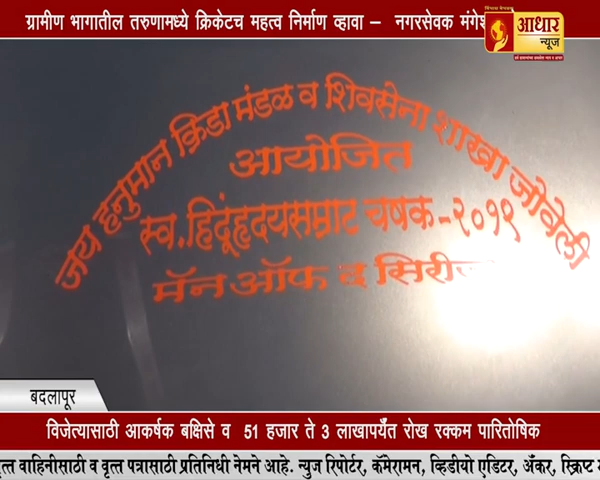 ग्रामीण भागातील तरुणामध्ये क्रिकेटच महत्व निर्माण व्हावा – नगरसेवक मंगेश
आधार
न्यूज
जय हनुमान क्रिडा मंडळ व शिवसेना शाखा जोवेली
आयोजित
स्व.हिदूंहृदयसम्राट चषक-२०१९
मॅन ऑफ द सिरीज
बदलापूर
विजेत्यासाठी आकर्षक बक्षिसे व 51 हजार ते 3 लाखापर्यंत रोख रक्कम पारितोषिक
वृत्त वाहिनीसाठी व वृत्त पत्रासाठी प्रतिनिधी नेमने आहे. न्युज रिपोर्टर, कॅमेरामन, व्हिडीयो एडिटर, अँकर, स्क्रिप्ट